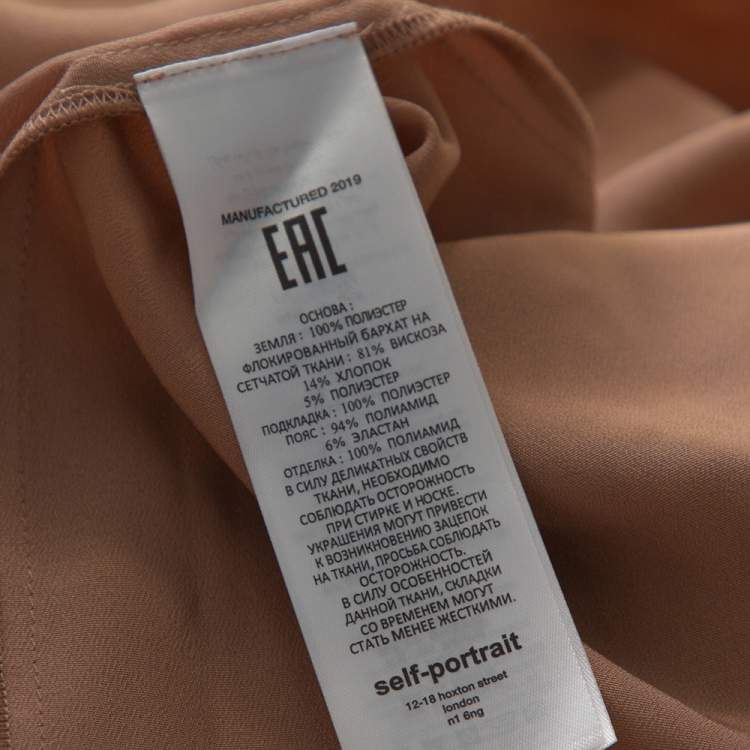 MANUFACTURED 2019
EAC
ОСНОВА :
ЗЕМЛЯ : 100% ПОЛИЭСТЕР
ФЛОКИРОВАННЫЙ БАРХАТ НА
СЕТЧАТОЙ ТКАНИ : 81% ВИСКОЗА
14% ХЛОПОК
5% ПОЛИЭСТЕР
ПОДКЛАДКА : 100% ПОЛИЭСТЕР
ПОЯС : 94% ПОЛИАМИД
6% ЭЛАСТАН
ОТДЕЛКА : 100% ПОЛИАМИД
В СИЛУ ДЕЛИКАТНЫХ СВОЙСТВ
ТКАНИ, НЕОБХОДИМО
СОБЛЮДАТЬ ОСТОРОЖНОСТЬ
ПРИ СТИРКЕ И НОСКЕ.
УКРАШЕНИЯ МОГУТ ПРИВЕСТИ
К ВОЗНИКНОВЕНИЮ ЗАЦЕПОК
НА ТКАНИ, ПРОСЬБА СОБЛЮДАТЬ
ОСТОРОЖНОСТЬ.
В СИЛУ ОСОБЕННОСТЕЙ
ДАННОЙ ТКАНИ, СКЛАДКИ
СО ВРЕМЕНЕМ МОГУТ
СТАТЬ МЕНЕЕ ЖЕСТКИМИ.
self-portrait
12-18 hoxton street
london
n1 6ng